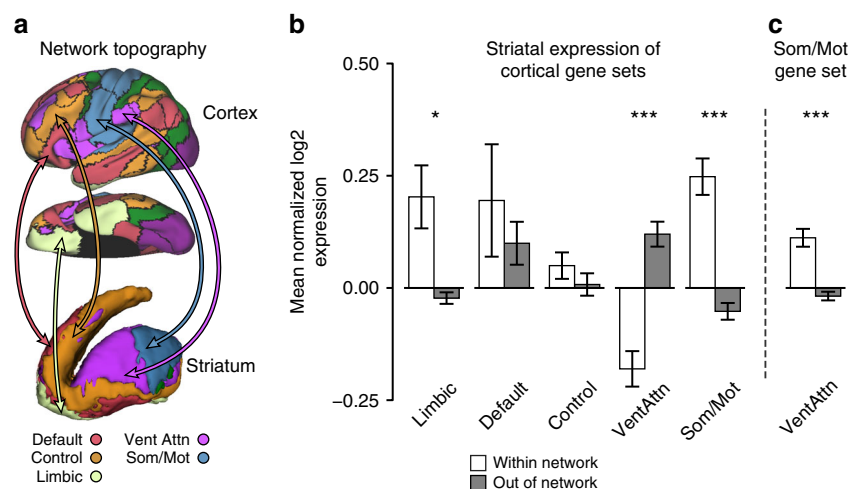 a
Network topography
Cortex
Striatum
Default
Vent Attn
Control
Som/Mot
Limbic
b
Striatal expression of
cortical gene sets
Mean normalized log2
expression
0.50
0.25
0.00
−0.25
*
***
***
Limbic
Default
Control
VentAttn
Som/Mot
Within network
Out of network
c
Som/Mot
gene set
***
VentAttn